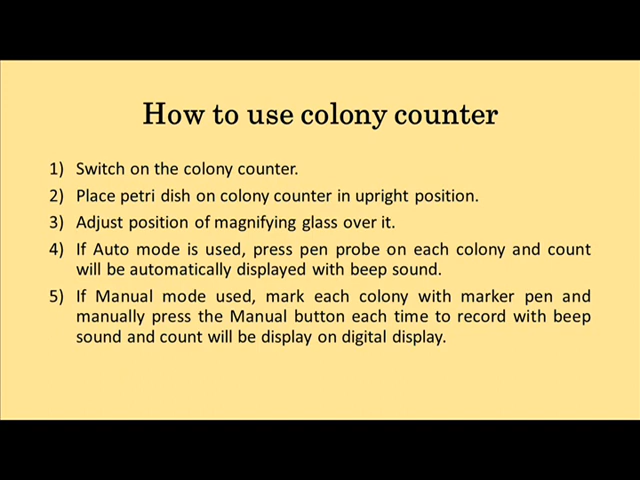 How to use colony counter
1) Switch on the colony counter.
2) Place petri dish on colony counter in upright position.
3) Adjust position of magnifying glass over it.
4) If Auto mode is used, press pen probe on each colony and count
will be automatically displayed with beep sound.
5) If Manual mode used, mark each colony with marker pen and
manually press the Manual button each time to record with beep
sound and count will be display on digital display.